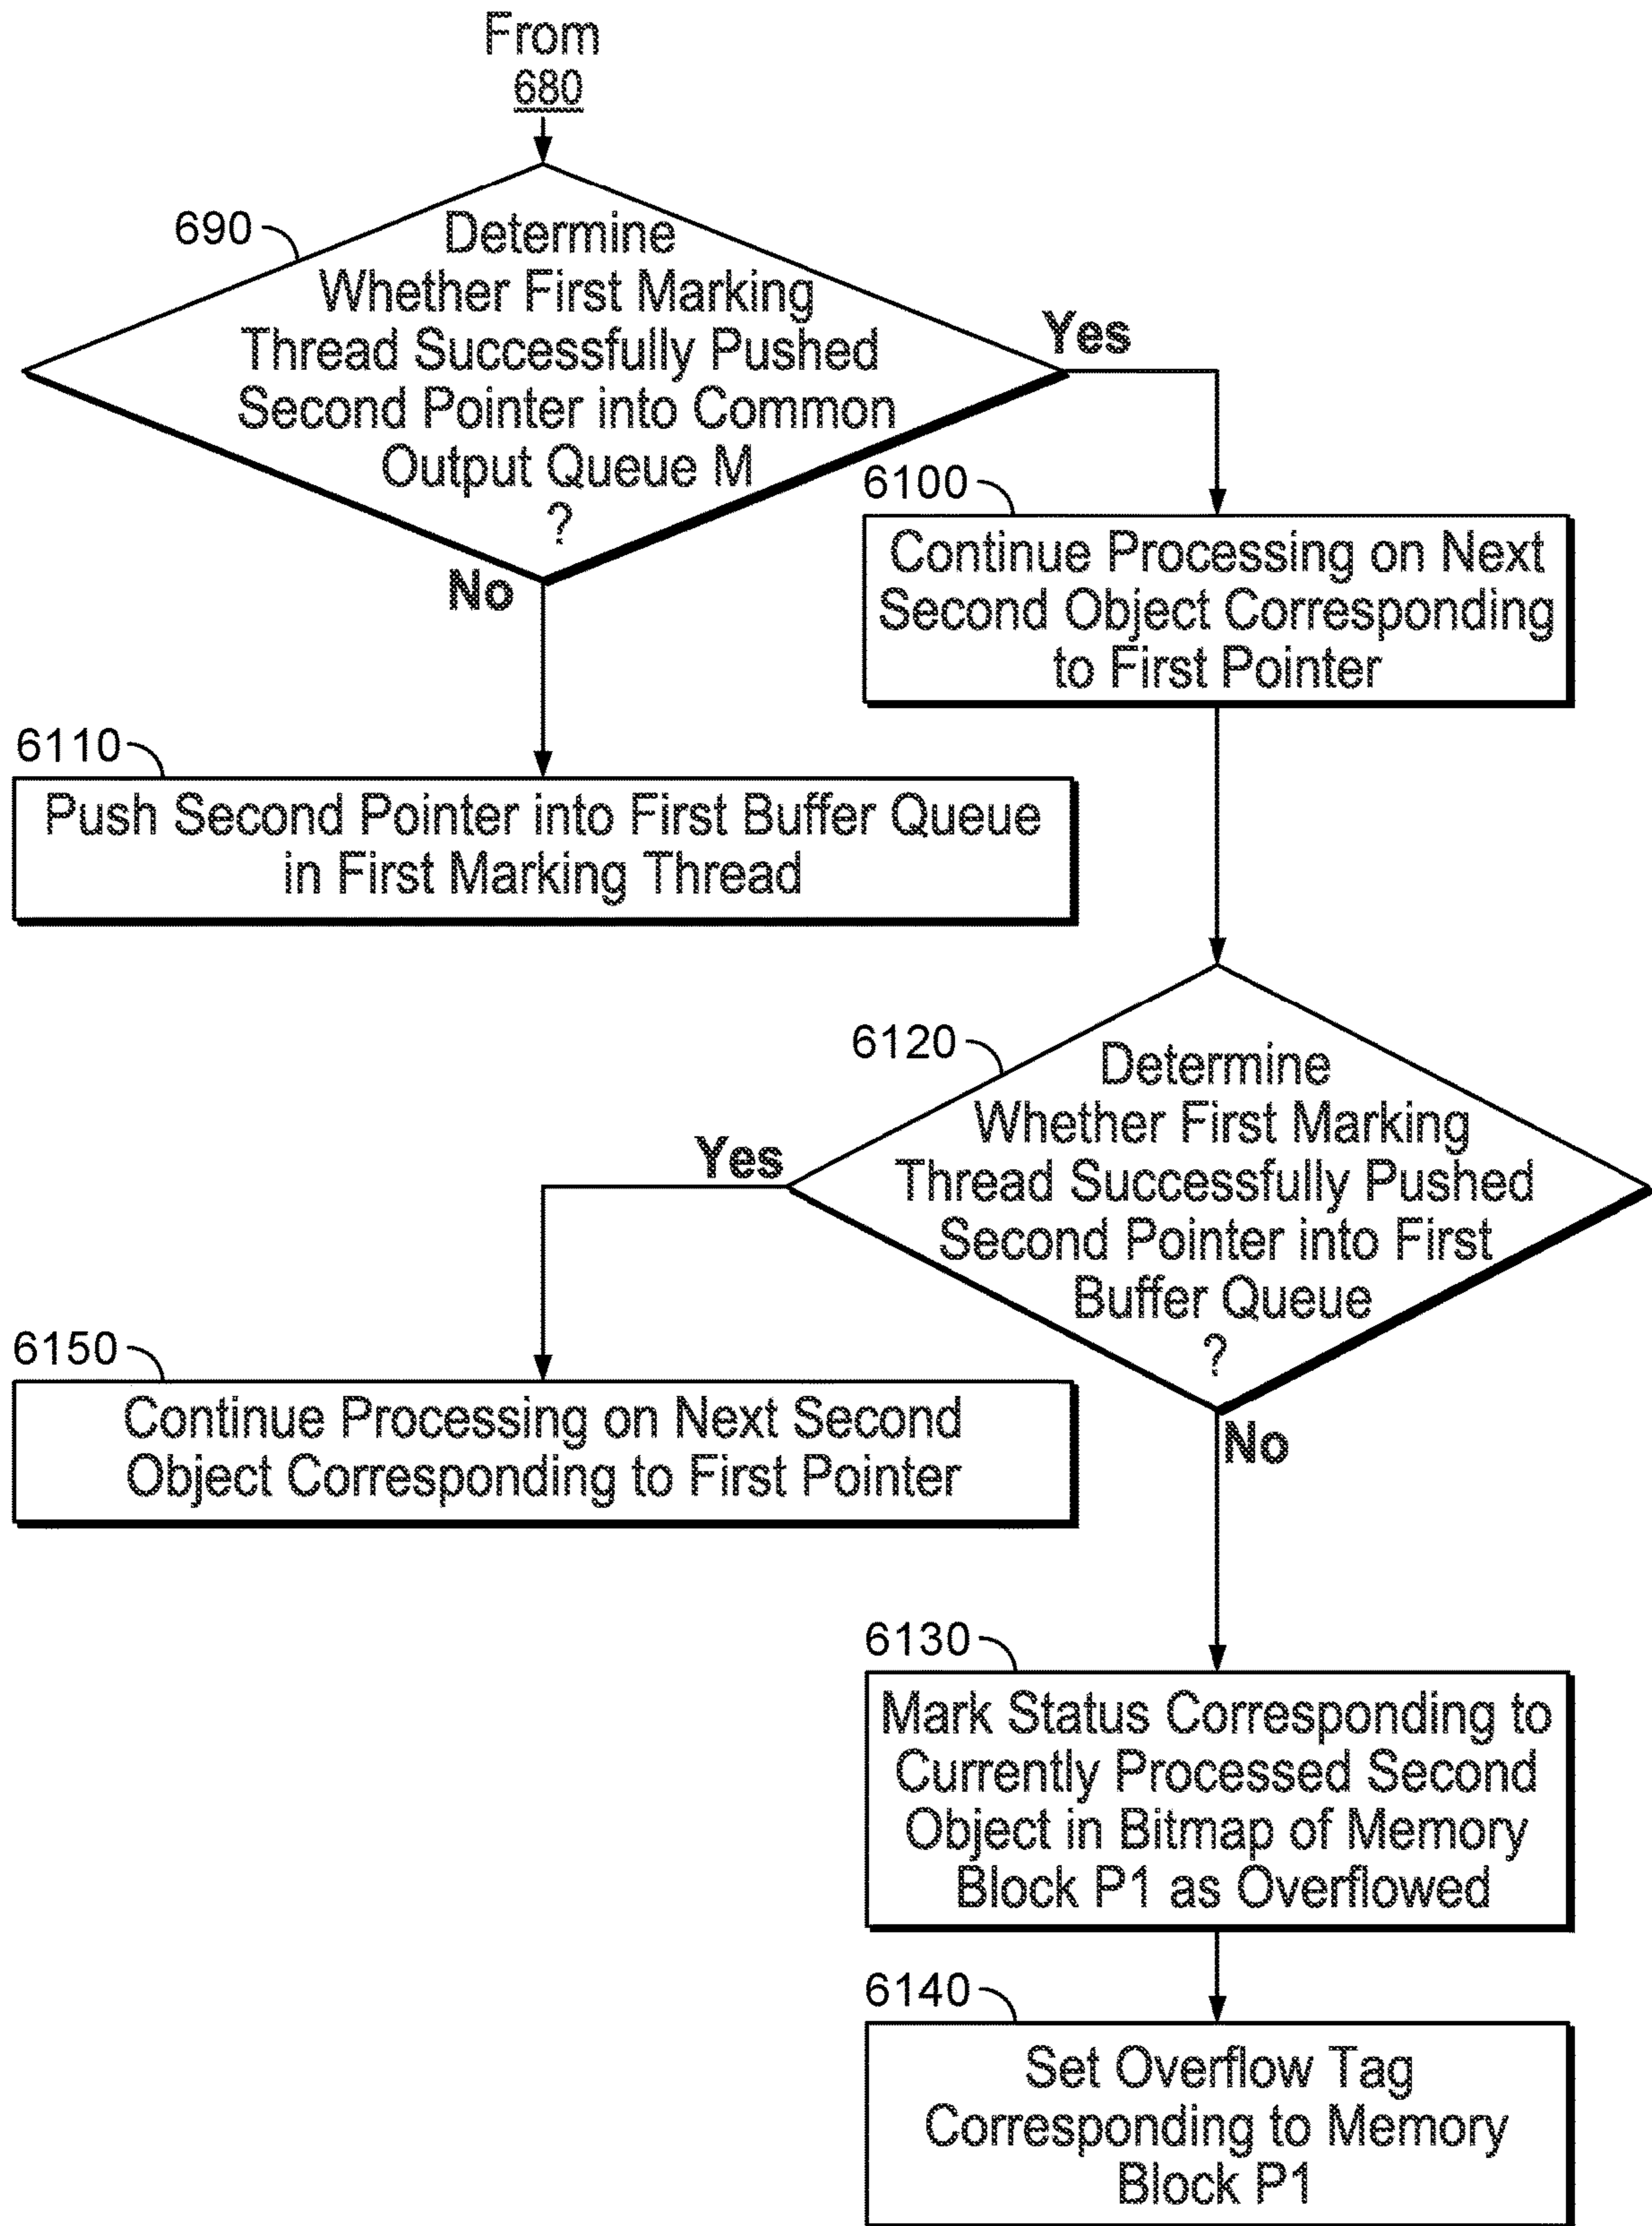 From
680
690
Determine
Whether First Marking
Thread Successfully Pushed
Second Pointer into Common
Output Queue M
?
Yes
No
6100
Continue Processing on Next
Second Object Corresponding
to First Pointer
6110
Push Second Pointer into First Buffer Queue
in First Marking Thread
6120
Determine
Whether First Marking
Thread Successfully Pushed
Second Pointer into First
Buffer Queue
?
Yes
No
6150
Continue Processing on Next Second
Object Corresponding to First Pointer
6130
Mark Status Corresponding to
Currently Processed Second
Object in Bitmap of Memory
Block P1 as Overflowed
6140
Set Overflow Tag
Corresponding to Memory
Block P1